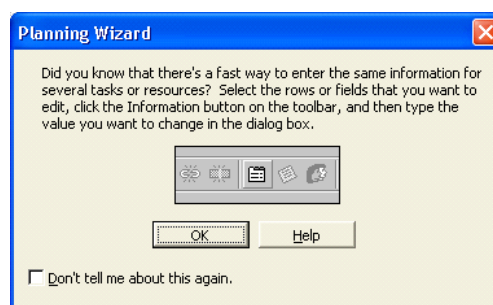 Planning Wizard
Did you know that there's a fast way to enter the same information for
several tasks or resources? Select the rows or fields that you want to
edit, click the Information button on the toolbar, and then type the
value you want to change in the dialog box.
OK Help
Don't tell me about this again.